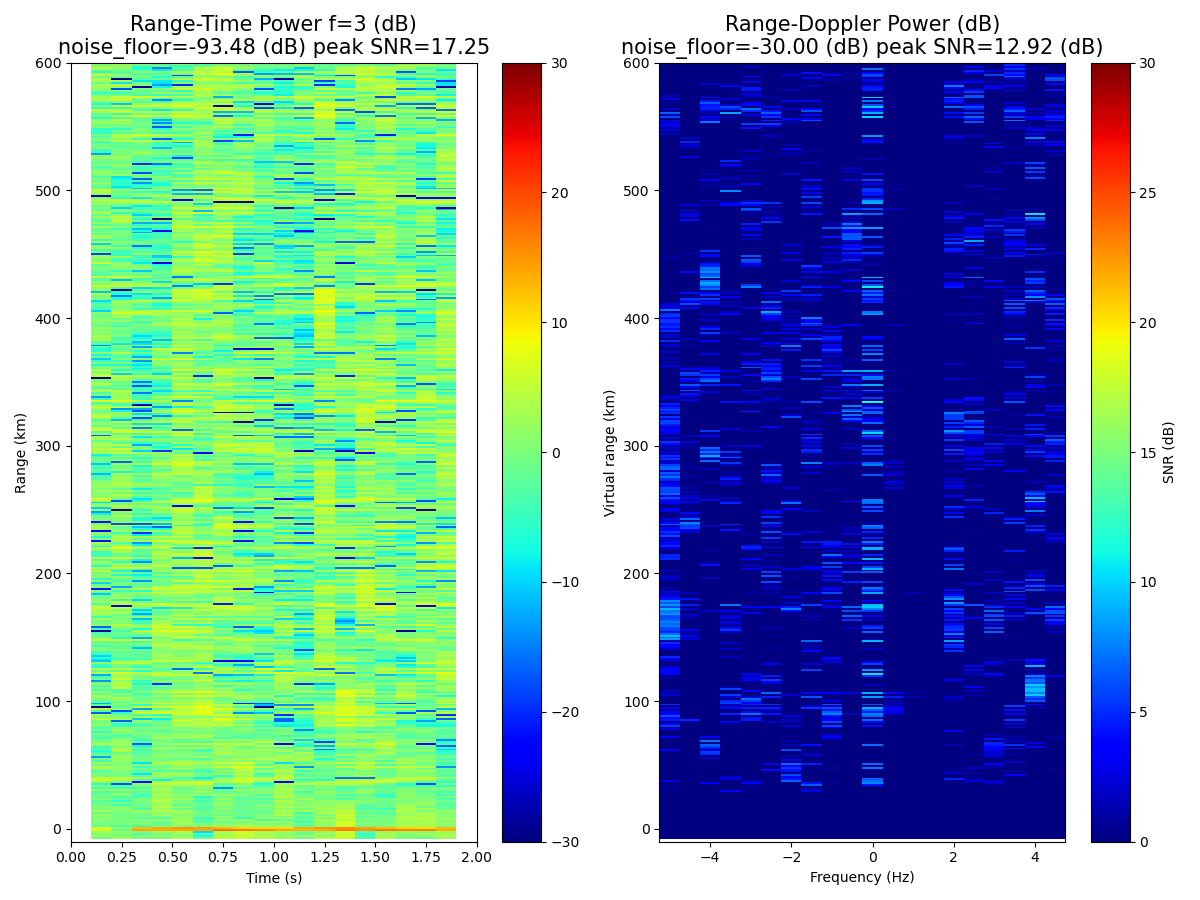 Range-Time Power f=3 (dB)
noise_floor=-93.48 (dB) peak SNR=17.25
600
500
400
300
200
100
0
Range (km)
0.00 0.25 0.50 0.75 1.00 1.25 1.50 1.75 2.00
Time (s)
30
20
10
0
−10
−20
−30
Range-Doppler Power (dB)
noise_floor=-30.00 (dB) peak SNR=12.92 (dB)
600
500
400
300
200
100
0
Virtual range (km)
−4 −2 0 2 4
Frequency (Hz)
30
25
20
15
10
5
0
SNR (dB)